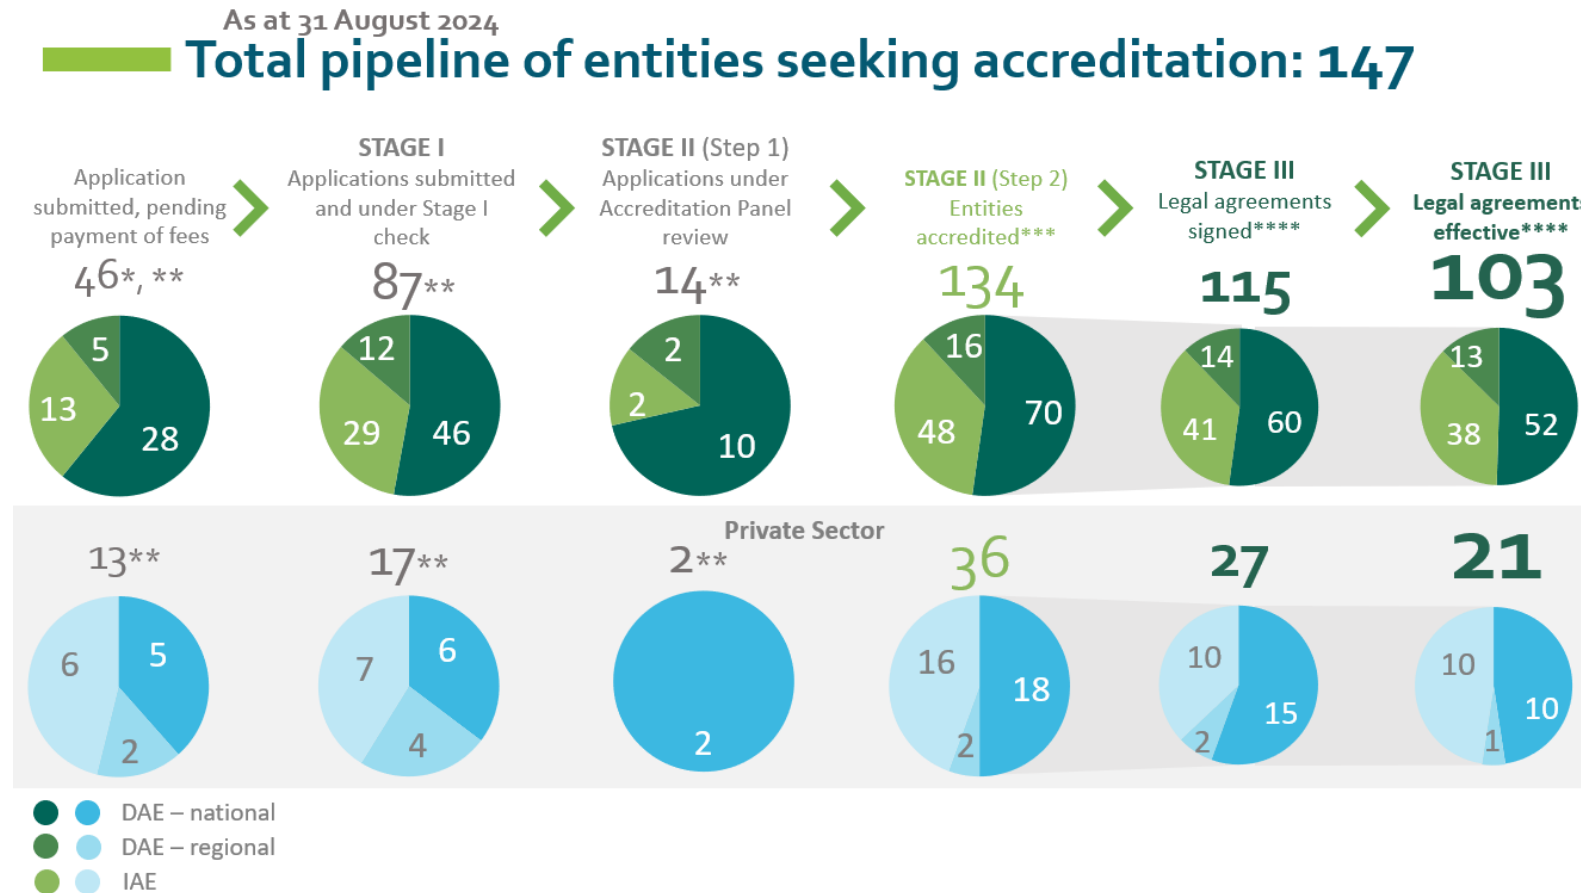 As at 31 August 2024
Total pipeline of entities seeking accreditation: 147
Application
submitted, pending
payment of fees
46*, **
STAGE I
Applications submitted
and under Stage I
check
87**
STAGE II (Step 1)
Applications under
Accreditation Panel
review
14**
STAGE II (Step 2)
Entities
accredited***
134
STAGE III
Legal agreements
signed****
115
STAGE III
Legal agreements
effective****
103
5
13
28
12
29
46
2
2
10
16
48
70
14
41
60
13
38
52
Private Sector
13**
17**
2**
36
27
21
6
5
2
7
6
4
2
16
18
2
10
15
2
10
10
1
DAE – national
DAE – regional
IAE